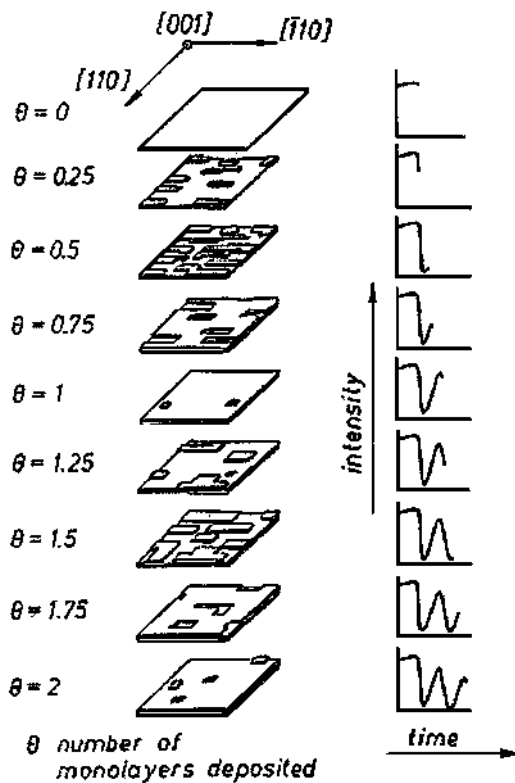 [001]
[1̄10]
[110]
θ = 0
θ = 0.25
θ = 0.5
θ = 0.75
θ = 1
θ = 1.25
θ = 1.5
θ = 1.75
θ = 2
intensity
time
θ number of
monolayers deposited